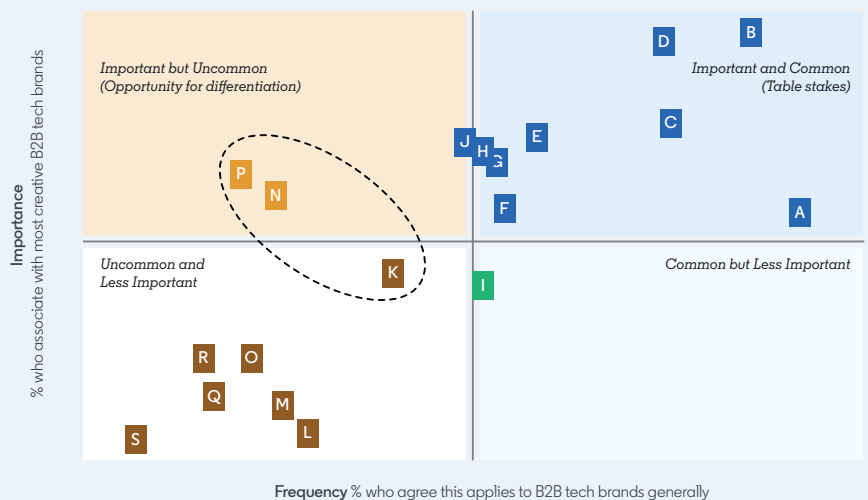 Important but Uncommon
(Opportunity for differentiation)
Important and Common
(Table stakes)
D
B
C
E
J
H
G
F
A
P
N
K
I
Uncommon and
Less Important
Common but Less Important
R
O
Q
M
L
S
Importance
% who associate with most creative B2B tech brands
Frequency % who agree this applies to B2B tech brands generally